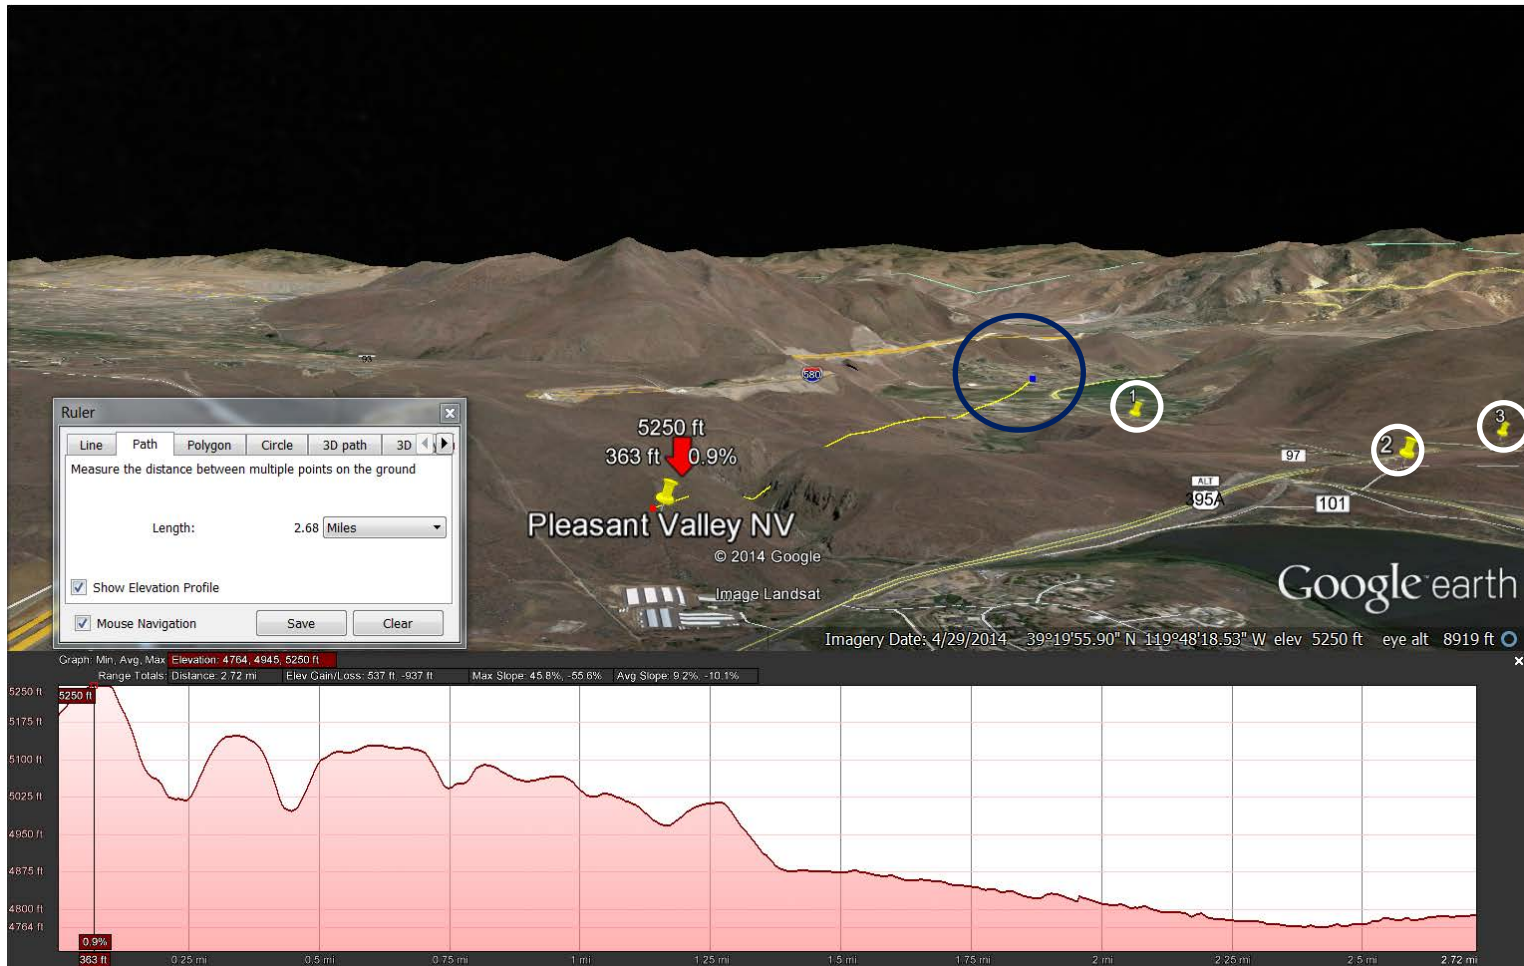 93
580
1
2
3
97
ALT
395A
101
5250 ft
363 ft 0.9%
Pleasant Valley NV
© 2014 Google
Image Landsat
Google earth
Imagery Date: 4/29/2014 39°19'55.90" N 119°48'18.53" W elev 5250 ft eye alt 8919 ft
Ruler
Line Path Polygon Circle 3D path 3D
Measure the distance between multiple points on the ground
Length: 2.68 Miles
Show Elevation Profile
Mouse Navigation Save Clear
Graph: Min, Avg, Max Elevation: 4764, 4945, 5250 ft
Range Totals: Distance: 2.72 mi Elev Gain/Loss: 537 ft -937 ft Max Slope: 45.8%, -55.6% Avg Slope: 9.2%, -10.1%
5250 ft 5250 ft
5175 ft
5100 ft
5025 ft
4950 ft
4875 ft
4800 ft
4764 ft
0.9%
363 ft 0.25 mi 0.5 mi 0.75 mi 1 mi 1.25 mi 1.5 mi 1.75 mi 2 mi 2.25 mi 2.5 mi 2.72 mi